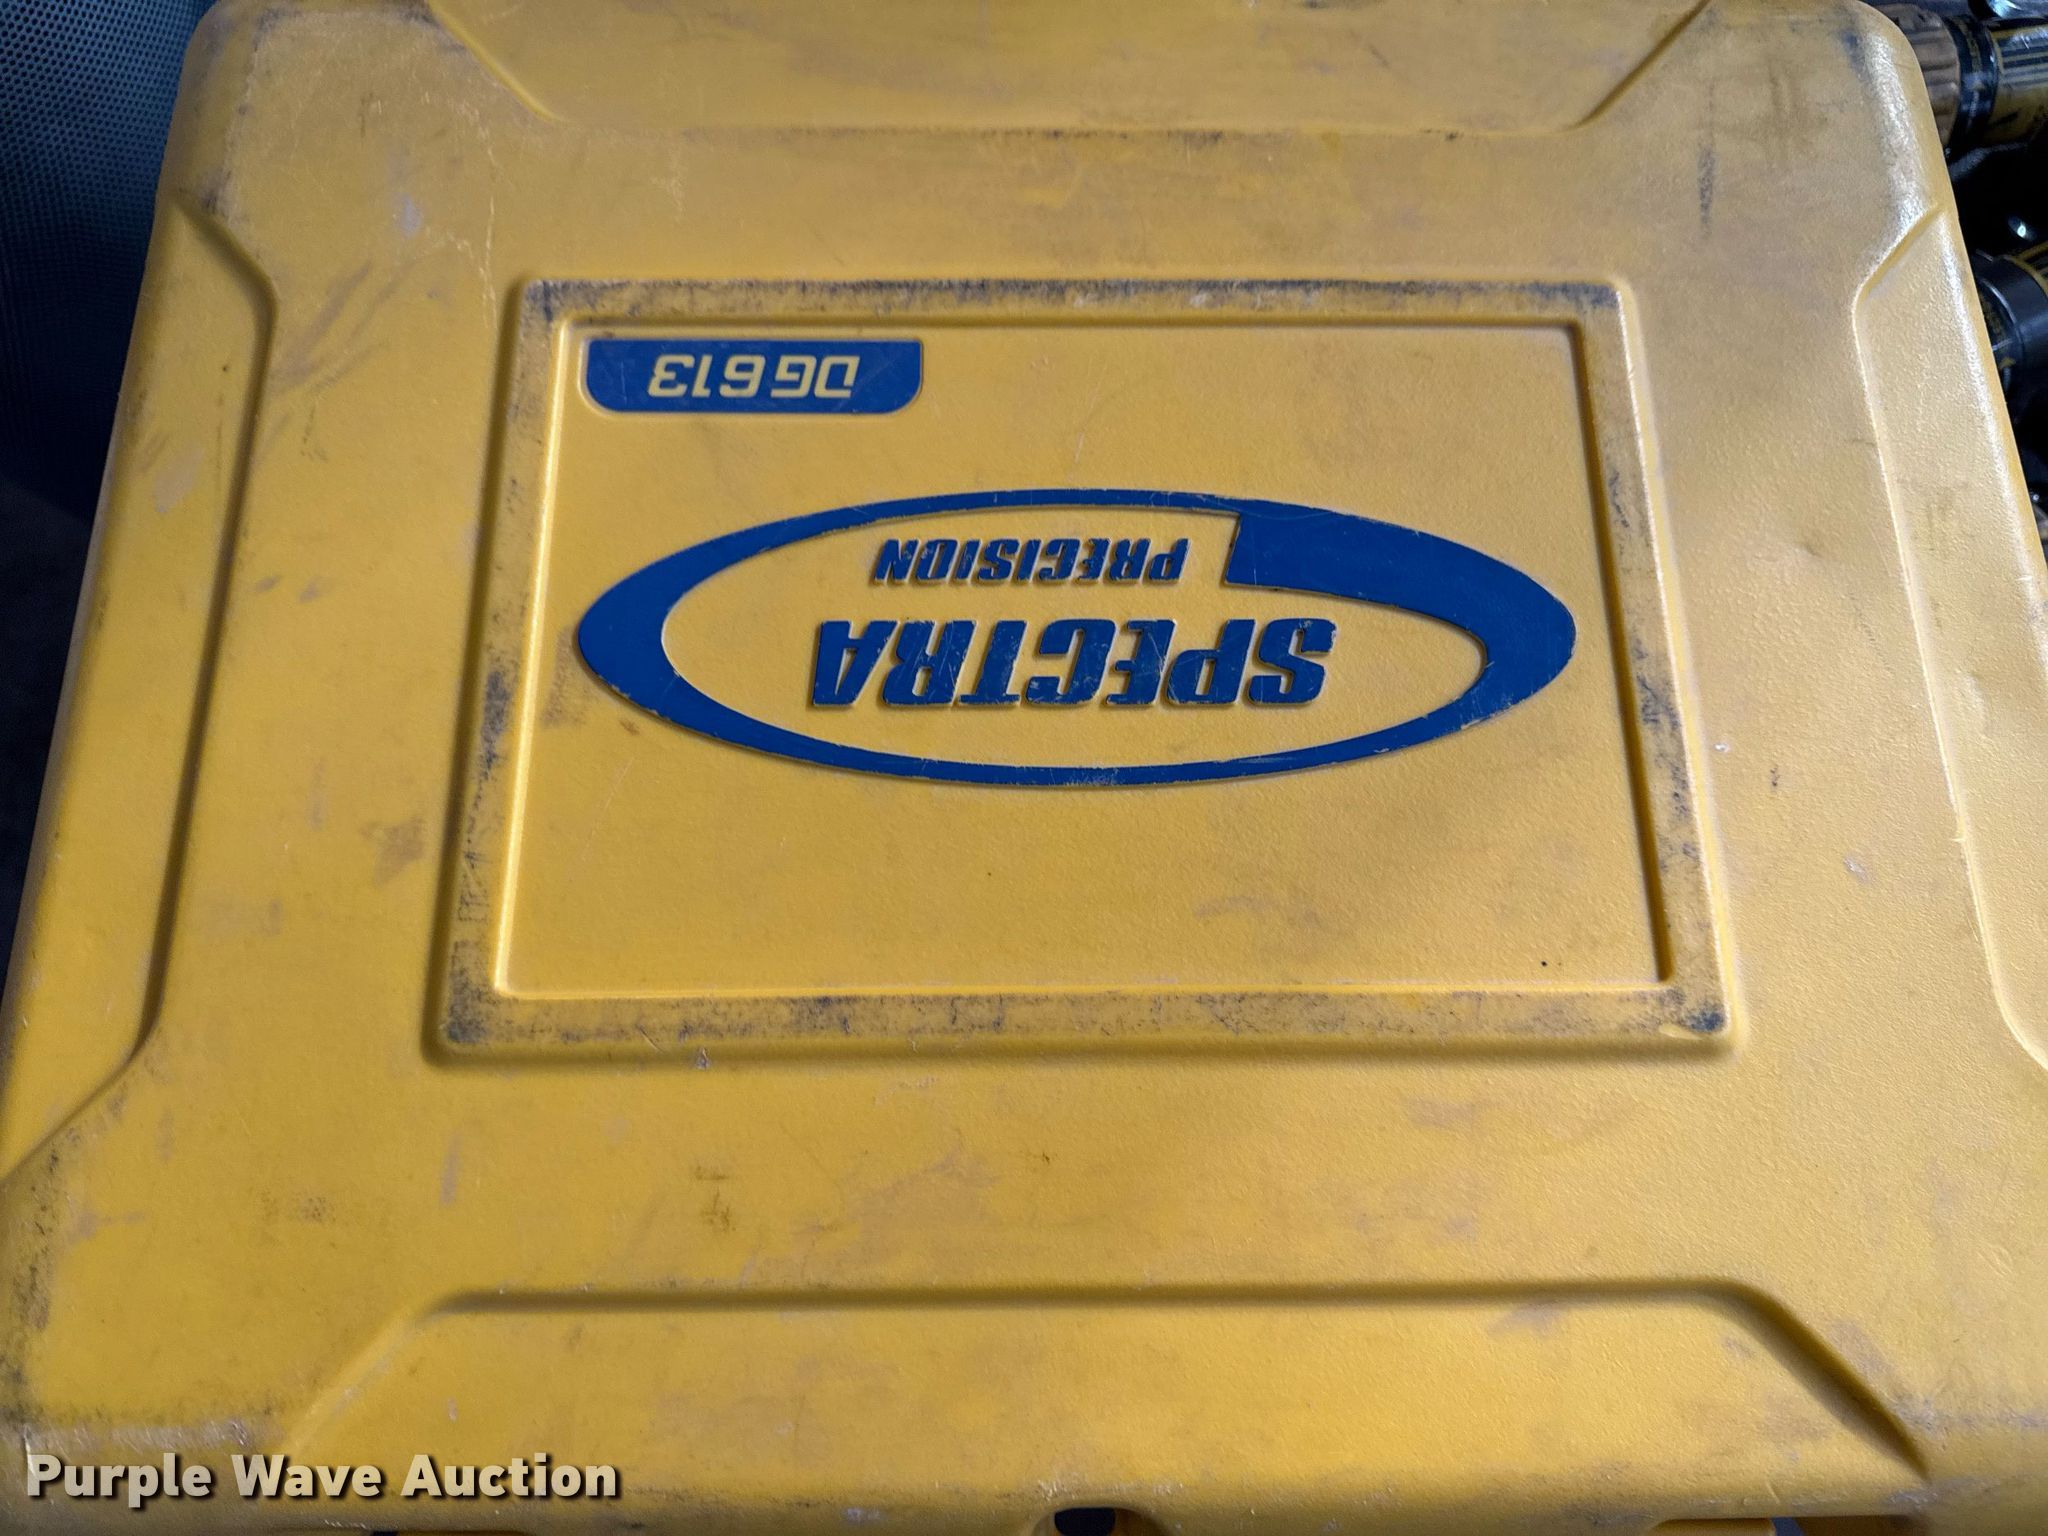 SPECTRA
PRECISION
DG613
Purple Wave Auction